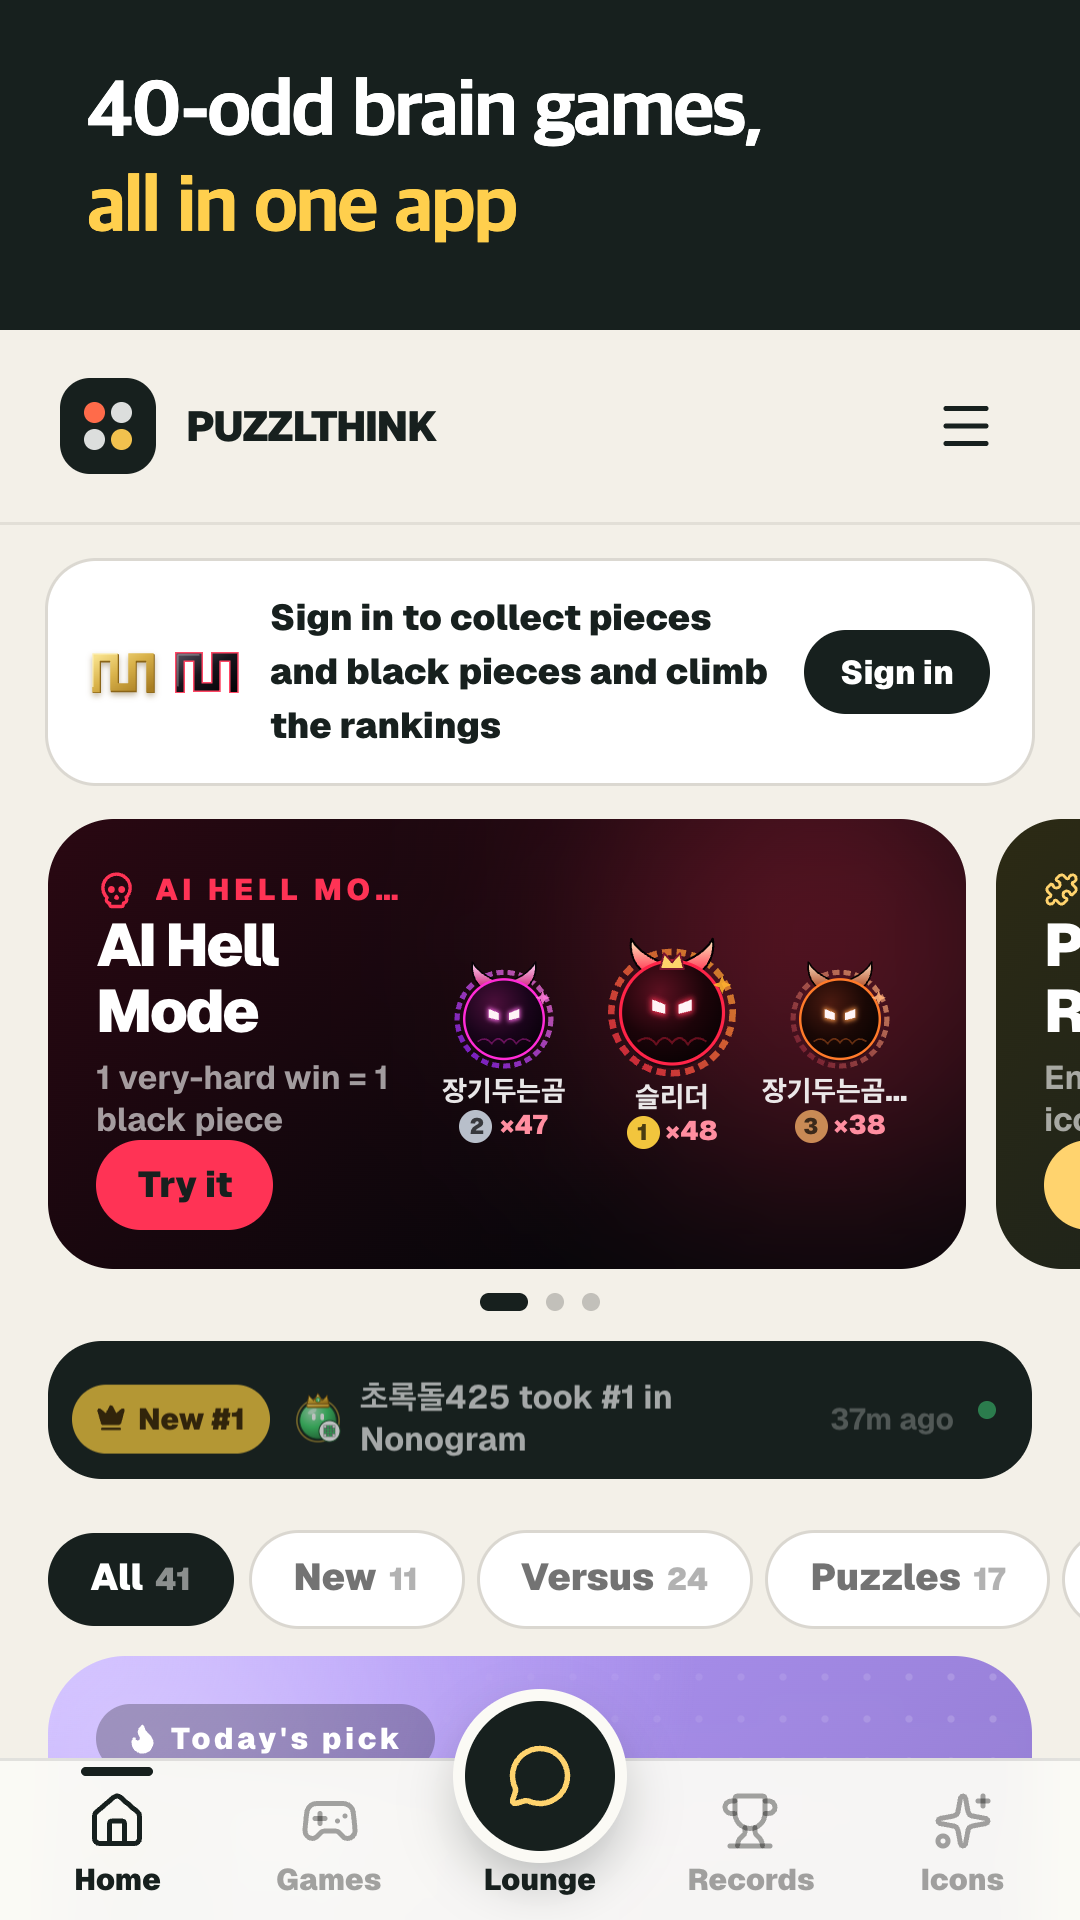 40-odd brain games,
all in one app
PUZZLTHINK
Sign in to collect pieces
and black pieces and climb
the rankings
Sign in
AI HELL MO...
AI Hell
Mode
1 very-hard win = 1
black piece
Try it
장기두는곰
2 ×47
슬리더
1 ×48
장기두는곰...
3 ×38
P
R
En
ico
New #1
초록돌425 took #1 in
Nonogram
37m ago
All 41
New 11
Versus 24
Puzzles 17
Today's pick
Home
Games
Lounge
Records
Icons